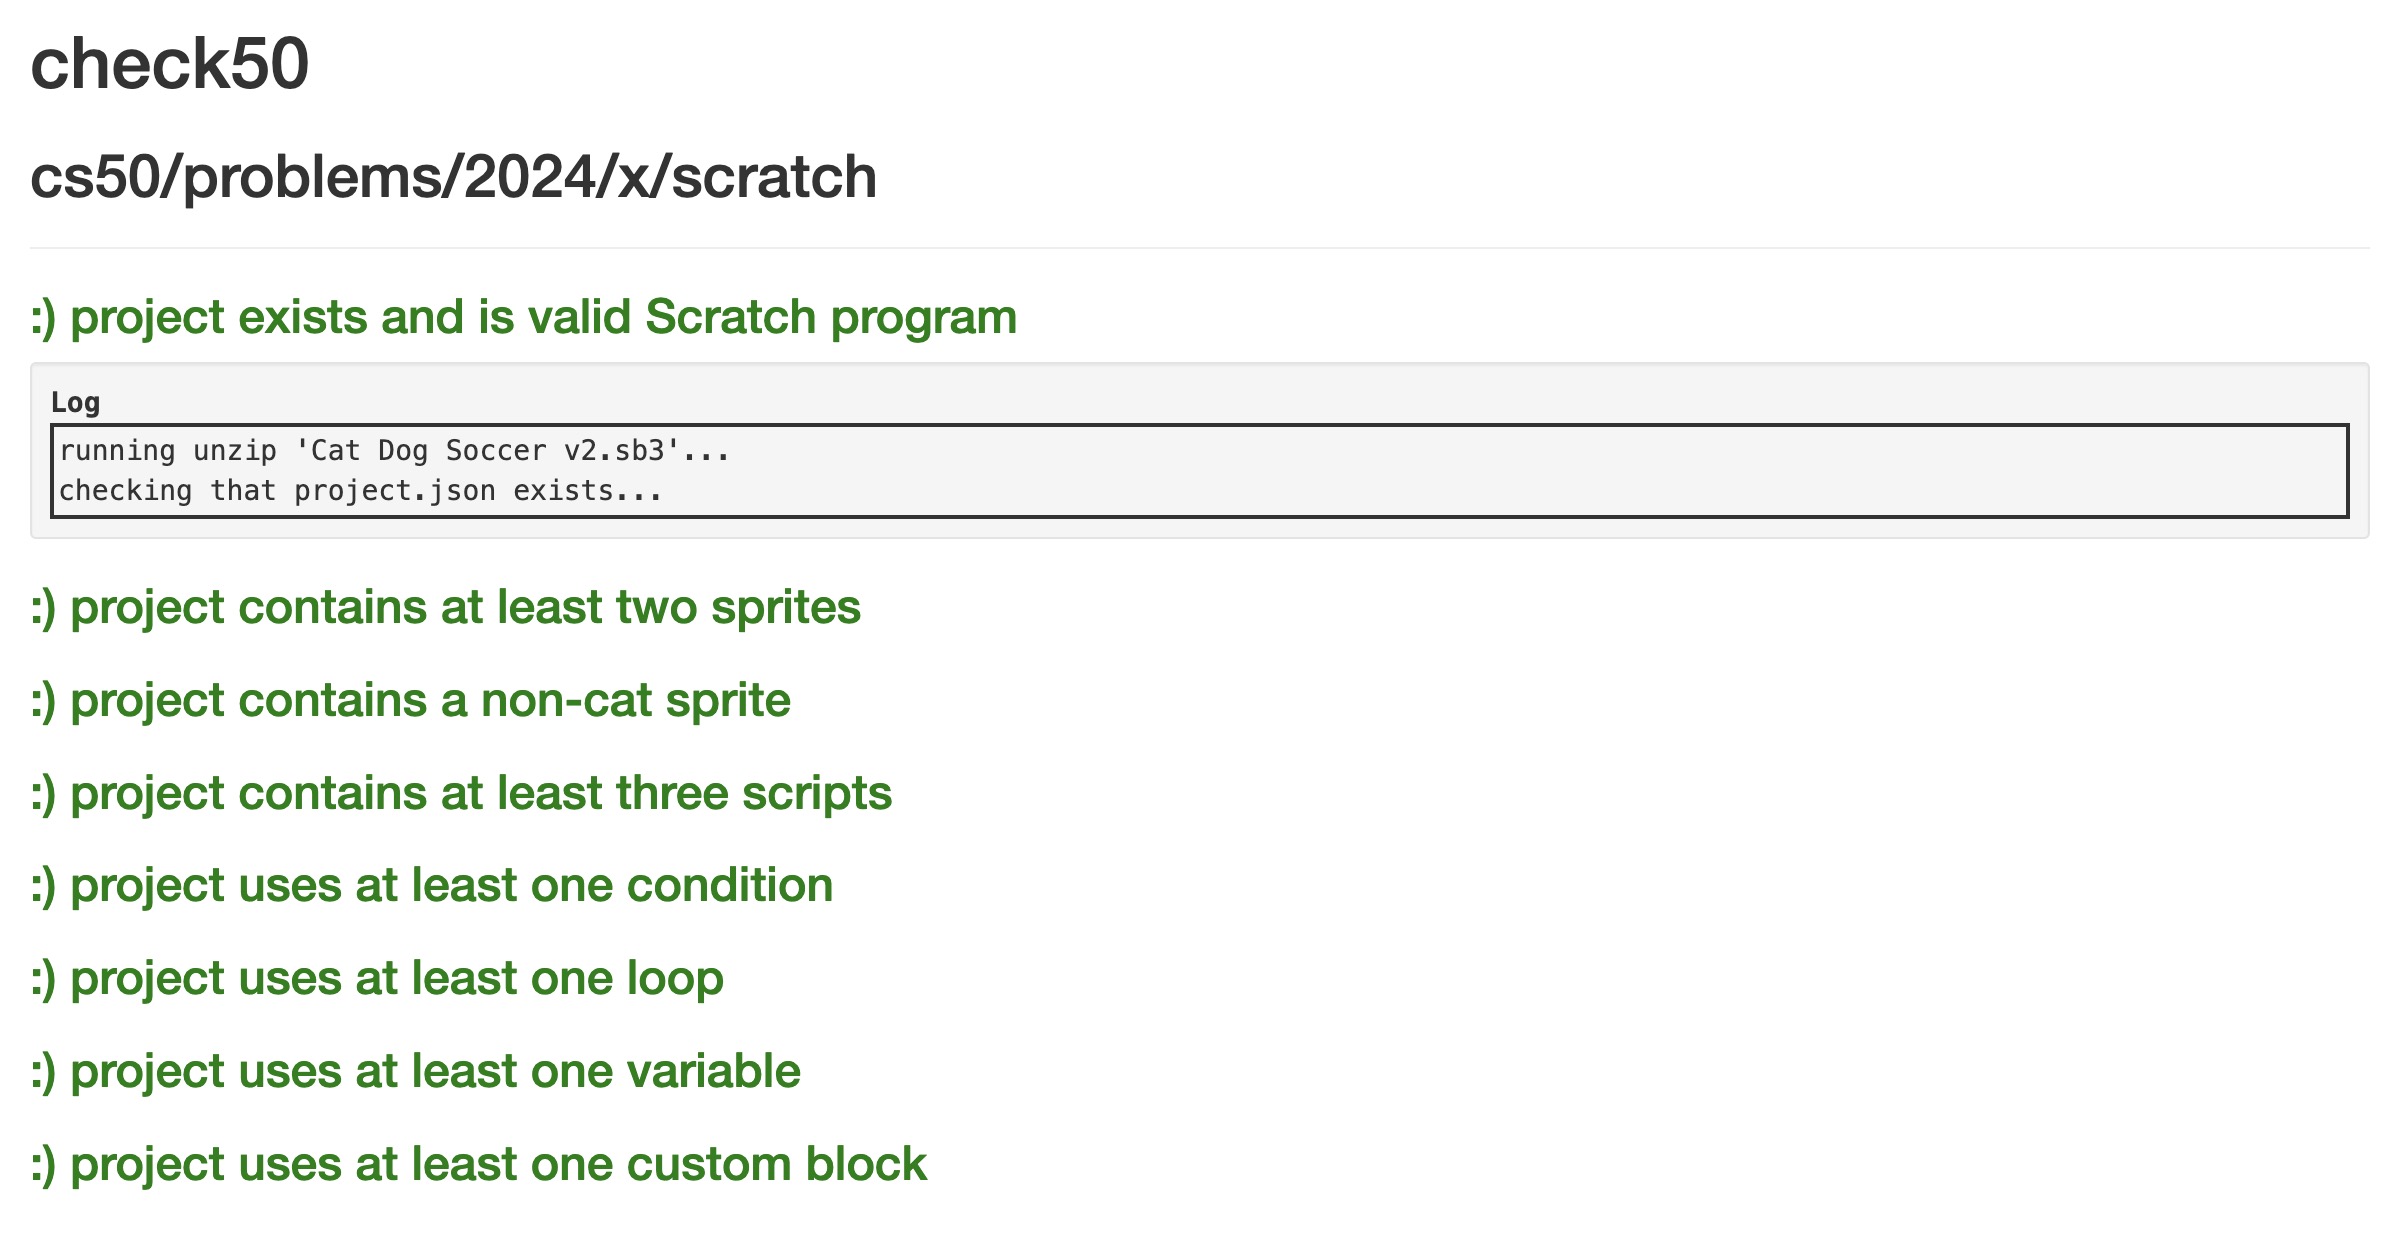 check50
cs50/problems/2024/x/scratch
:) project exists and is valid Scratch program
Log
running unzip 'Cat Dog Soccer v2.sb3'...
checking that project.json exists...
:) project contains at least two sprites
:) project contains a non-cat sprite
:) project contains at least three scripts
:) project uses at least one condition
:) project uses at least one loop
:) project uses at least one variable
:) project uses at least one custom block